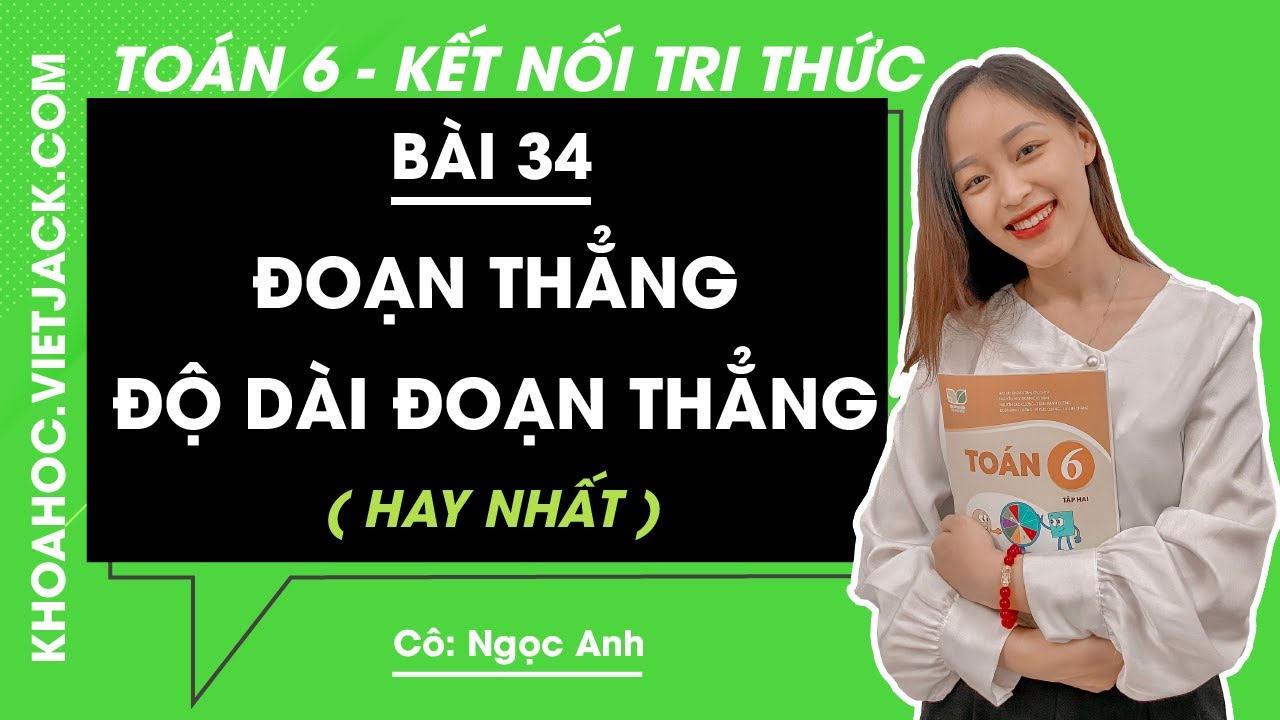 TOÁN 6 - KẾT NỐI TRI THỨC
KHOAHOC.VIETJACK.COM
BÀI 34
ĐOẠN THẲNG
ĐỘ DÀI ĐOẠN THẲNG
( HAY NHẤT )
Cô: Ngọc Anh
TOÁN 6
TẬP HAI